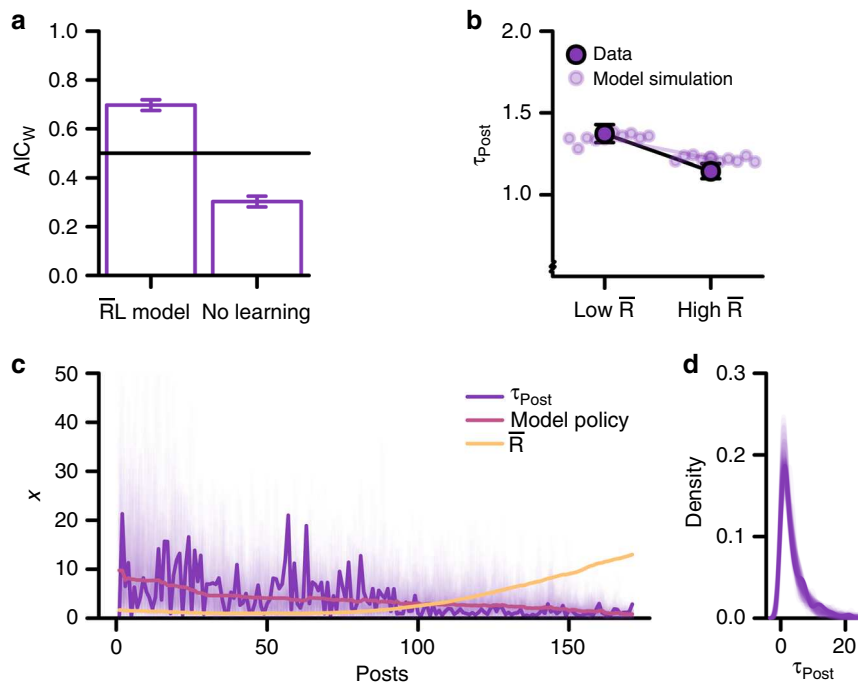 a
1.0
0.8
0.6
0.4
0.2
0.0
AIC_W
R̅L model No learning
b
2.0
1.5
1.0
τ_Post
Data
Model simulation
Low R̅ High R̅
c
50
40
30
20
10
0
x
τ_Post
Model policy
R̅
0 50 100 150
Posts
d
0.3
0.2
0.1
0.0
Density
0 20
τ_Post